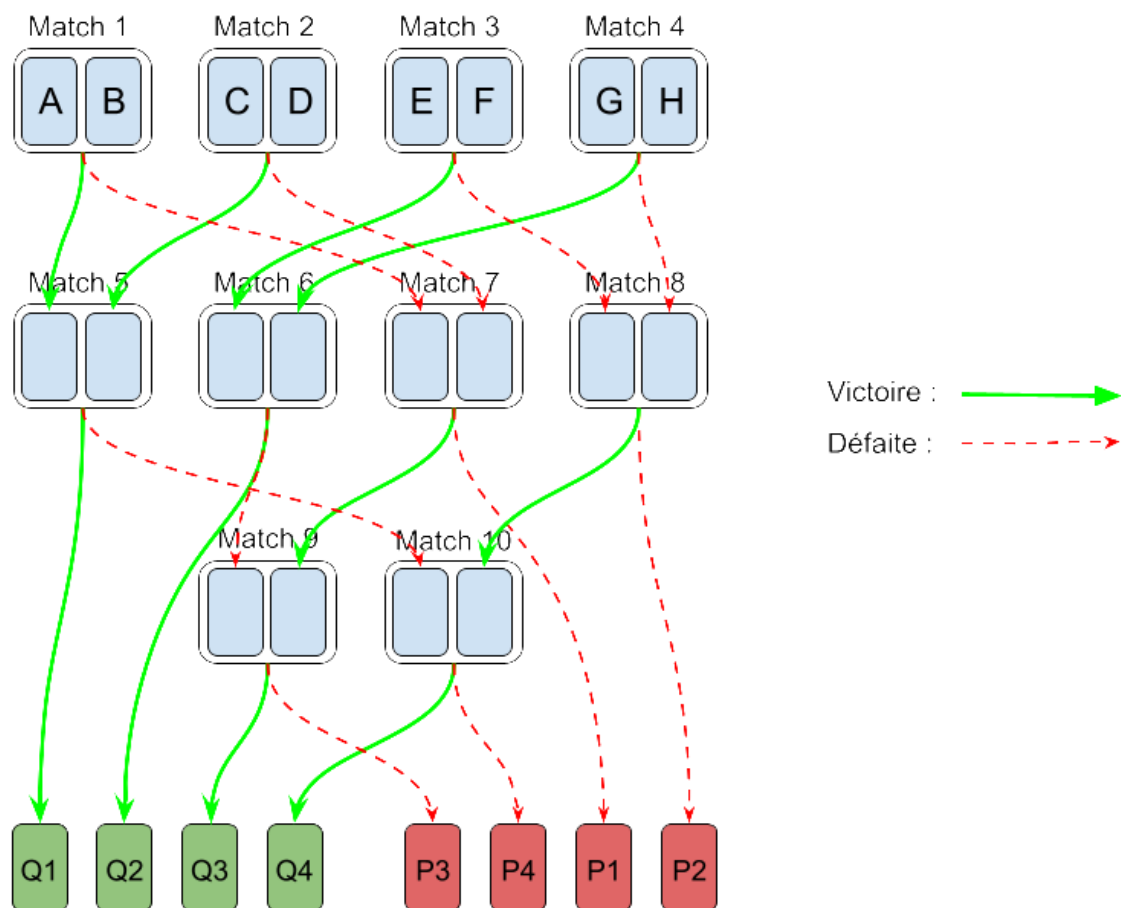 Match 1 Match 2 Match 3 Match 4
A B C D E F G H
Match 5 Match 6 Match 7 Match 8
Victoire :
Défaite :
Match 9 Match 10
Q1 Q2 Q3 Q4 P3 P4 P1 P2